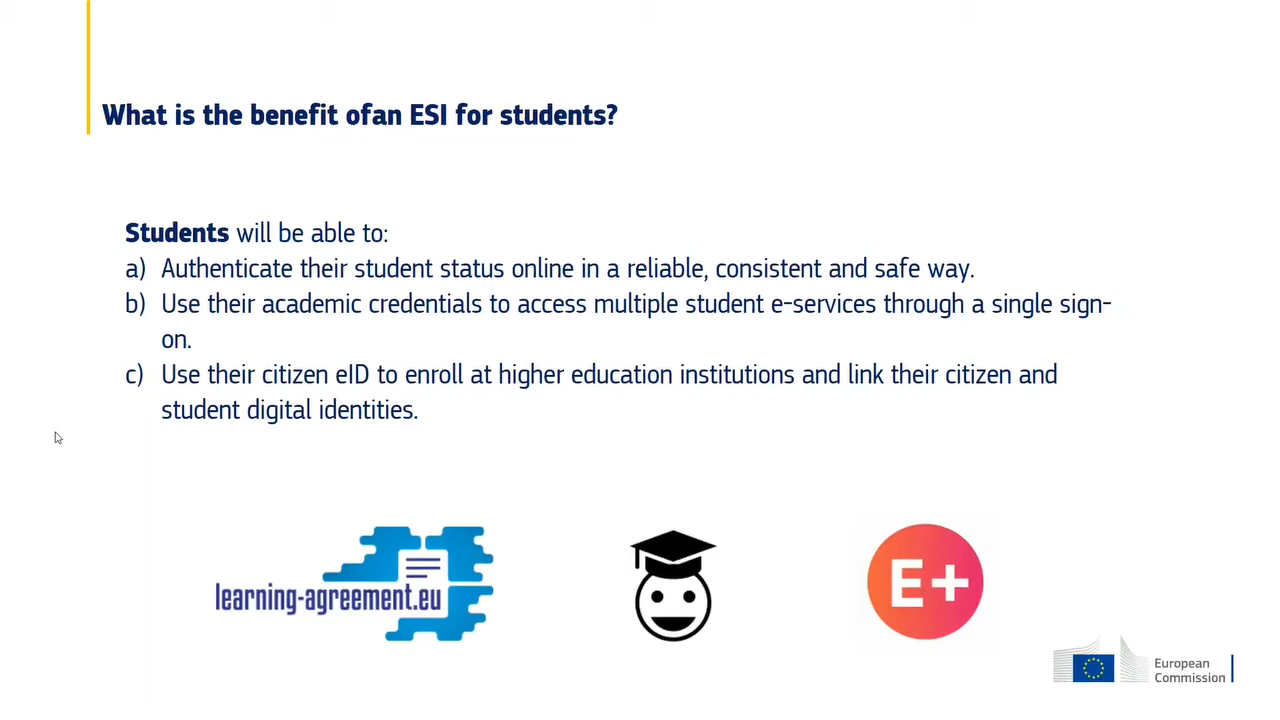 What is the benefit ofan ESI for students?
Students will be able to:
a) Authenticate their student status online in a reliable, consistent and safe way.
b) Use their academic credentials to access multiple student e-services through a single sign-
on.
c) Use their citizen eID to enroll at higher education institutions and link their citizen and
student digital identities.
learning-agreement.eu
E+
European
Commission